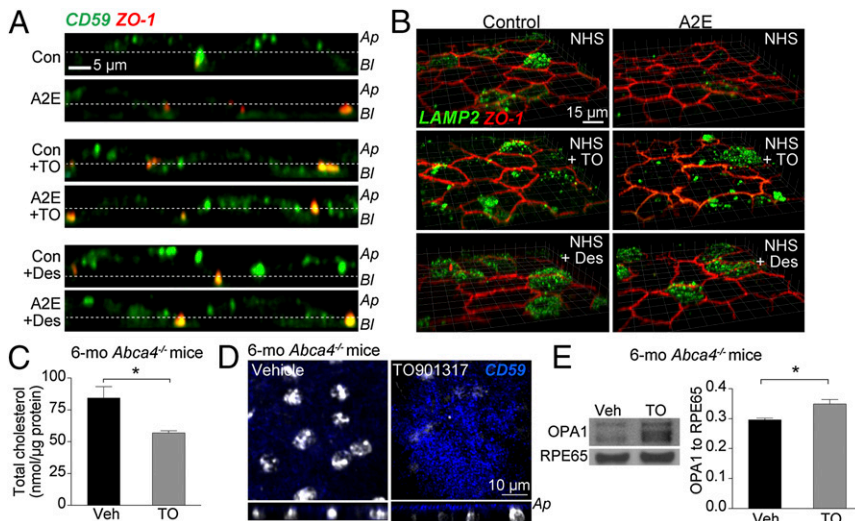 A
CD59 ZO-1
Con
5 µm
Ap
Bl
A2E
Ap
Bl
Con
+TO
Ap
Bl
A2E
+TO
Ap
Bl
Con
+Des
Ap
Bl
A2E
+Des
Ap
Bl
B
Control
A2E
NHS
NHS
LAMP2 ZO-1
15 µm
NHS
+ TO
NHS
+ TO
NHS
+ Des
NHS
+ Des
C
6-mo Abca4-/- mice
Total cholesterol
(nmol/µg protein)
100
75
50
25
0
*
Veh
TO
D
6-mo Abca4-/- mice
Vehicle
TO901317
CD59
10 µm
Ap
E
6-mo Abca4-/- mice
Veh
TO
OPA1
RPE65
OPA1 to RPE65
0.4
0.3
0.2
0.1
0.0
*
Veh
TO